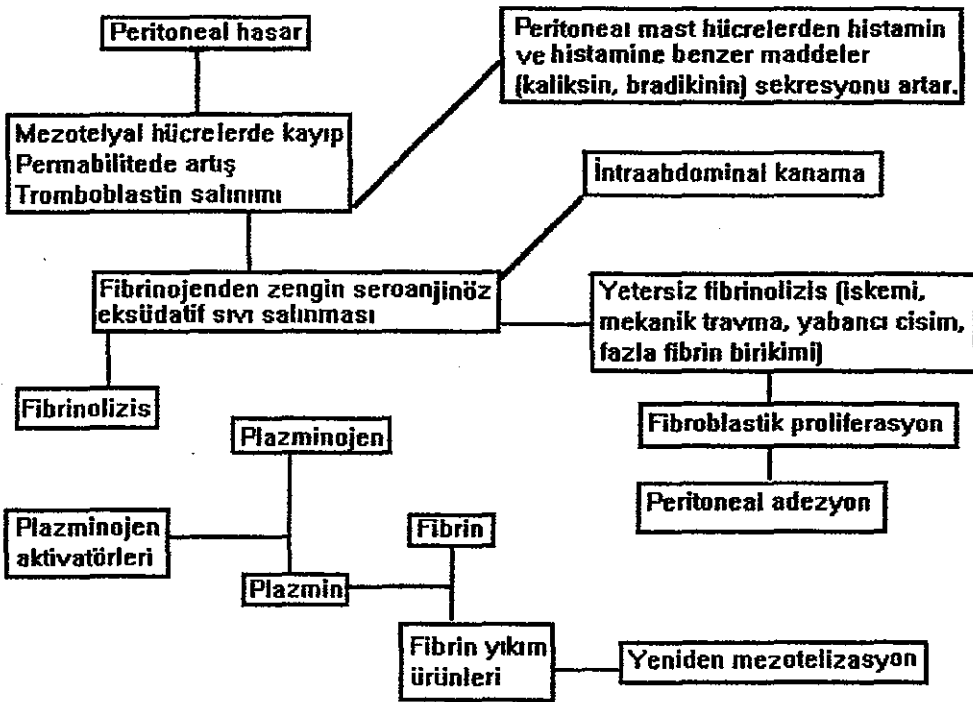 Peritoneal hasar
Peritoneal mast hücrelerden histamin
ve histamine benzer maddeler
(kaliksin, bradikinin) sekresyonu artar.
Mezotelyal hücrelerde kayıp
Permabilitede artış
Tromboblastin salınımı
İntraabdominal kanama
Fibrinojenden zengin seroanjinöz
eksüdatif sıvı salınması
Yetersiz fibrinolizis (iskemi,
mekanik travma, yabancı cisim,
fazla fibrin birikimi)
Fibrinolizis
Fibroblastik proliferasyon
Plazminojen
Peritoneal adezyon
Plazminojen
aktivatörleri
Fibrin
Plazmin
Fibrin yıkım
ürünleri
Yeniden mezotelizasyon